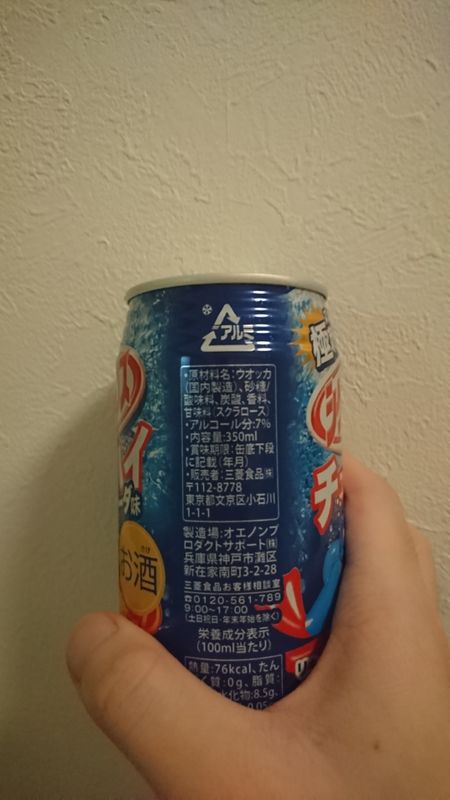 アルミ
・原材料名:ウオッカ
(国内製造)、砂糖/
酸味料、炭酸、香料、
甘味料(スクラロース)
・アルコール分:7%
・内容量:350ml
・賞味期限:缶底下段
に記載(年月)
・販売者:三菱食品㈱
〒112-8778
東京都文京区小石川
1-1-1
製造場:オエノンプ
ロダクトサポート㈱
兵庫県神戸市灘区
新在家南町3-2-28
三菱食品お客様相談室
0120-561-789
9:00~17:00
(土日祝日・年末年始を除く)
栄養成分表示
(100ml当たり)
熱量:76kcal、たん
く質:0g、脂質:
水化物:8.5g、
0.05
お酒
味
極
チ